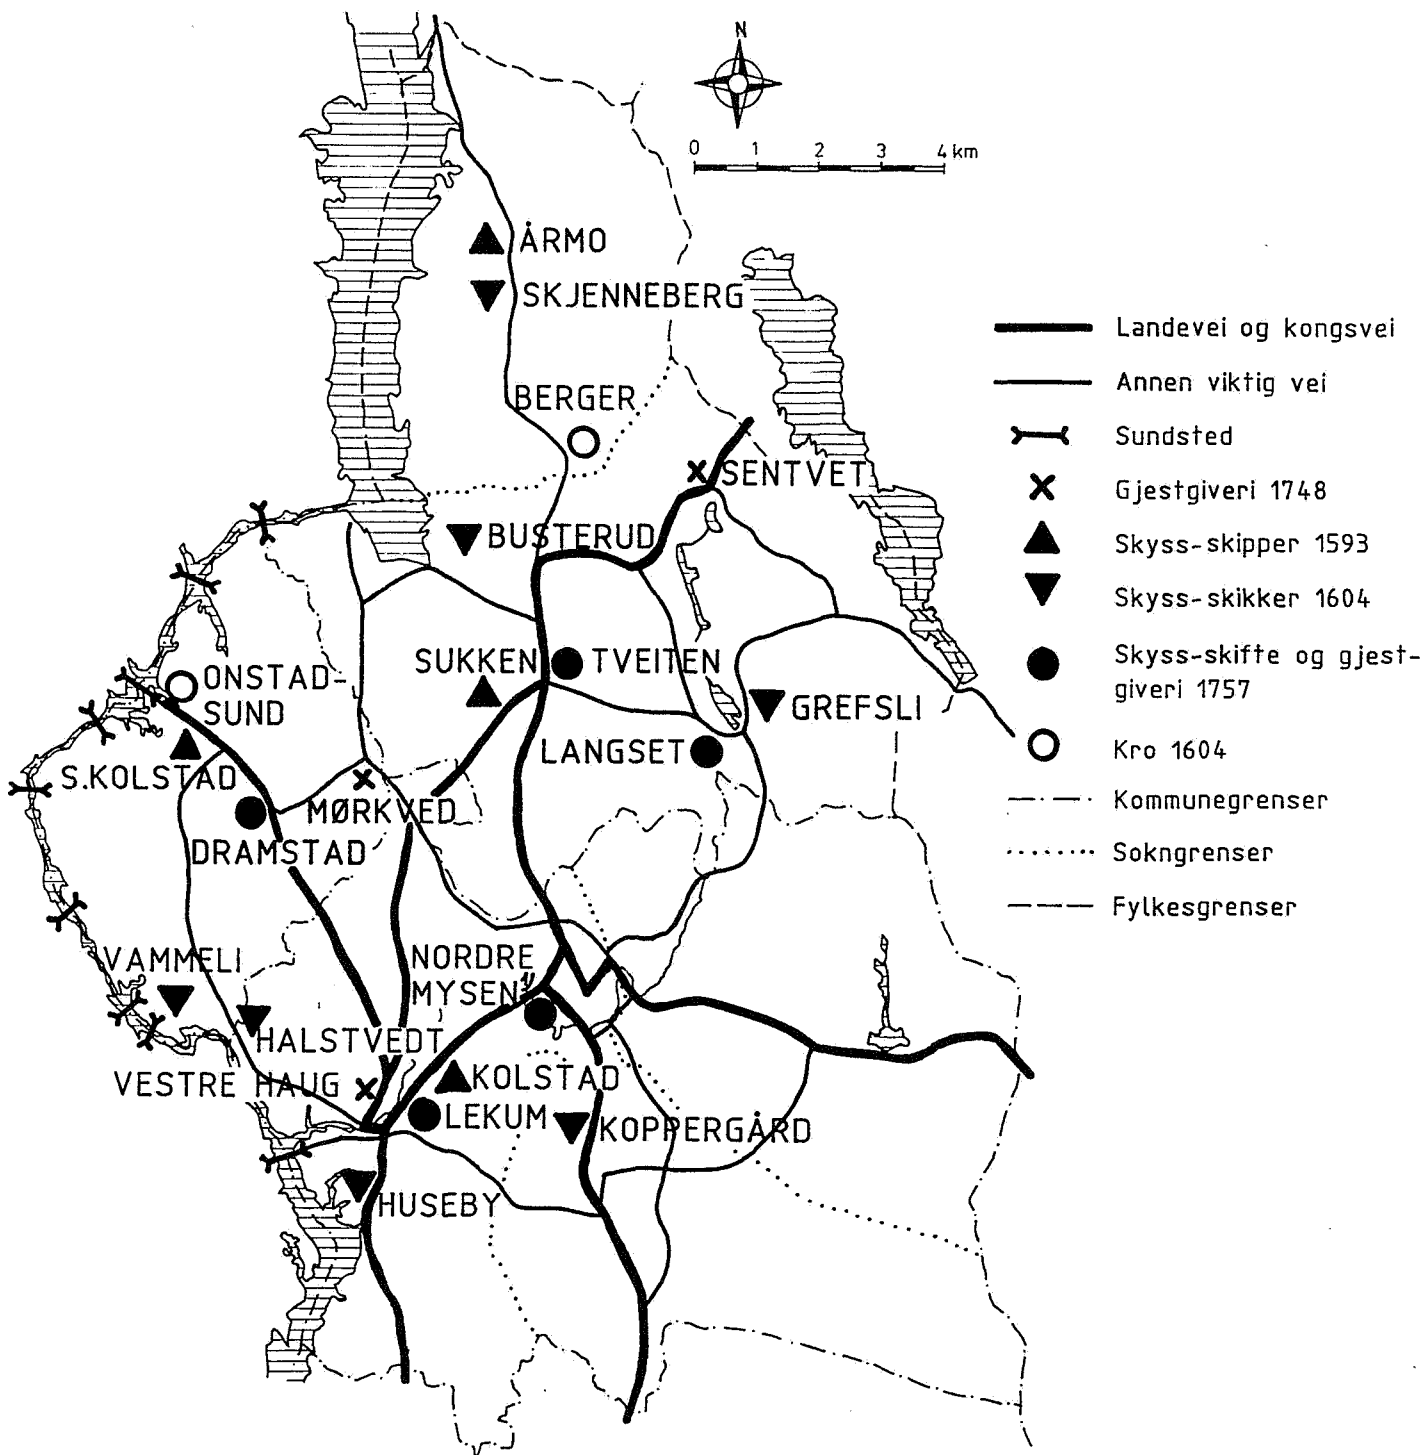 N
0 1 2 3 4 km
ÅRMO
SKJENNEBERG
BERGER
SENTVET
BUSTERUD
SUKKEN
TVEITEN
ONSTAD-
SUND
GREFSLI
LANGSET
S.KOLSTAD
MØRKVED
DRAMSTAD
VAMMELI
NORDRE
MYSEN
HALSTVEDT
VESTRE HAUG
KOLSTAD
LEKUM
KOPPERGÅRD
HUSEBY
Landevei og kongsvei
Annen viktig vei
Sundsted
Gjestgiveri 1748
Skyss-skipper 1593
Skyss-skikker 1604
Skyss-skifte og gjest-
giveri 1757
Kro 1604
Kommunegrenser
Sokngrenser
Fylkesgrenser